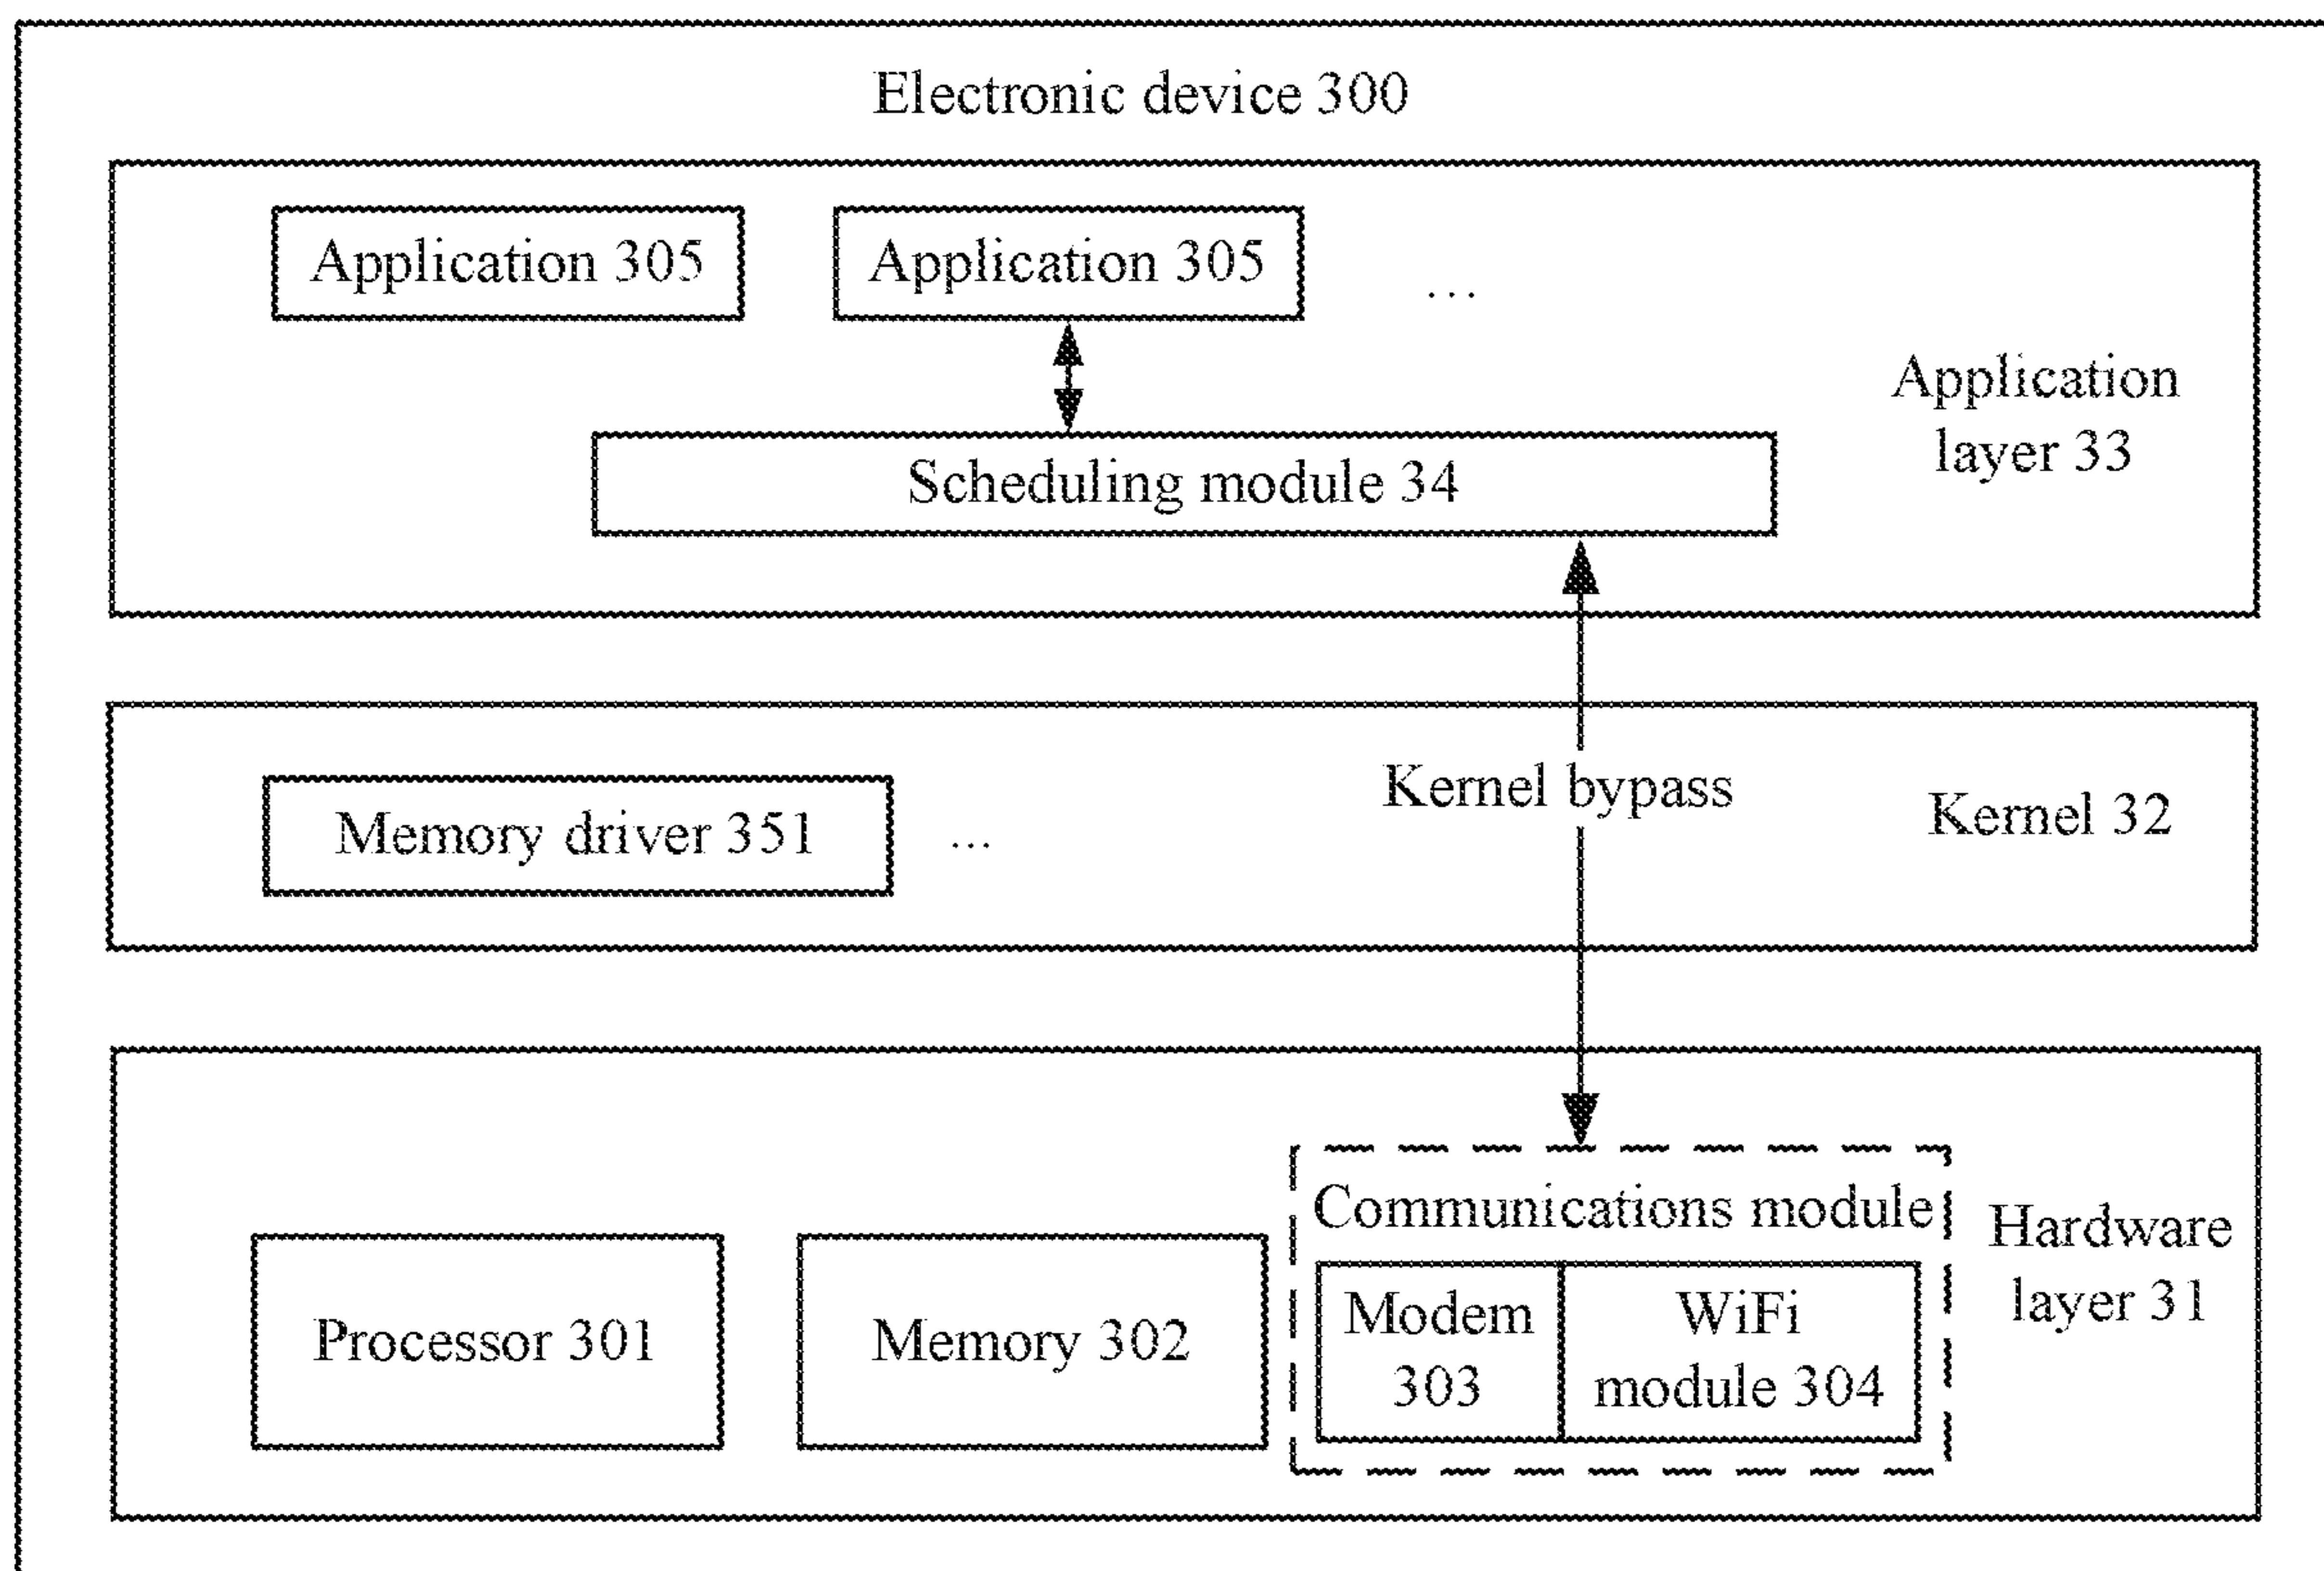 Electronic device 300
Application 305
Application 305
...
Application
layer 33
Scheduling module 34
Kernel bypass
Kernel 32
Memory driver 351
...
Communications module
Hardware
layer 31
Processor 301
Memory 302
Modem
303
WiFi
module 304